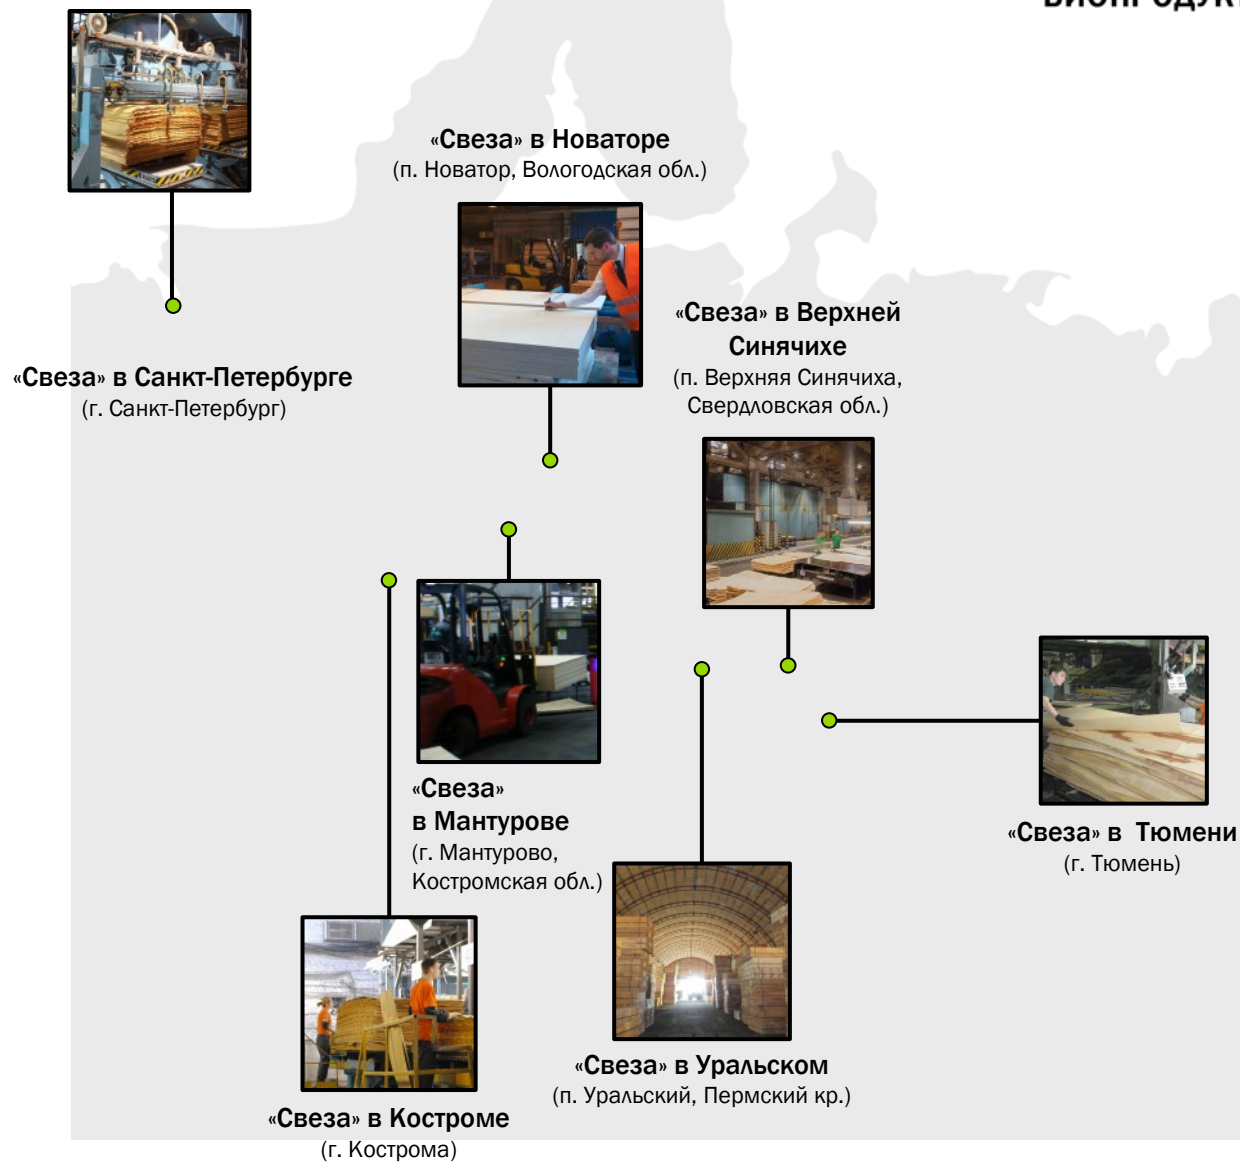 «Свеза» в Новаторе
(п. Новатор, Вологодская обл.)
«Свеза» в Верхней
Синячихе
(п. Верхняя Синячиха,
Свердловская обл.)
«Свеза» в Санкт-Петербурге
(г. Санкт-Петербург)
«Свеза»
в Мантурове
(г. Мантурово,
Костромская обл.)
«Свеза» в Тюмени
(г. Тюмень)
«Свеза» в Уральском
(п. Уральский, Пермский кр.)
«Свеза» в Костроме
(г. Кострома)